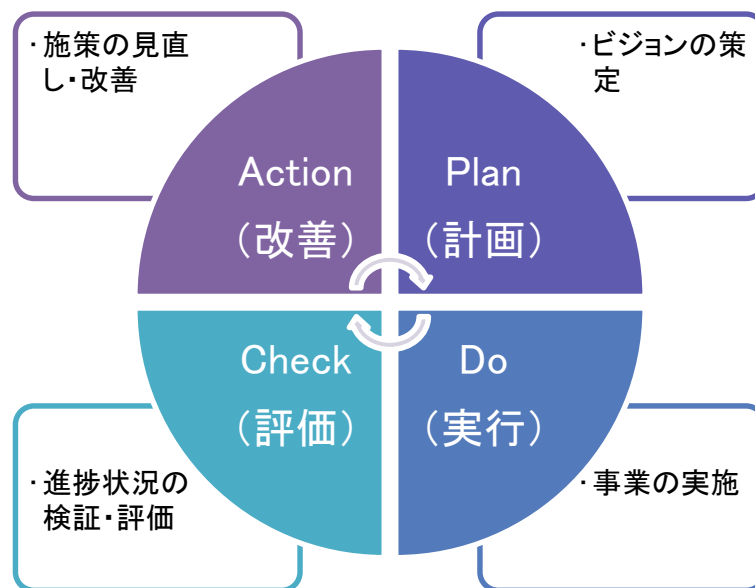 ・施策の見直
し・改善
・ビジョンの策
定
Action
（改善）
Plan
（計画）
Check
（評価）
Do
（実行）
・進捗状況の
検証・評価
・事業の実施